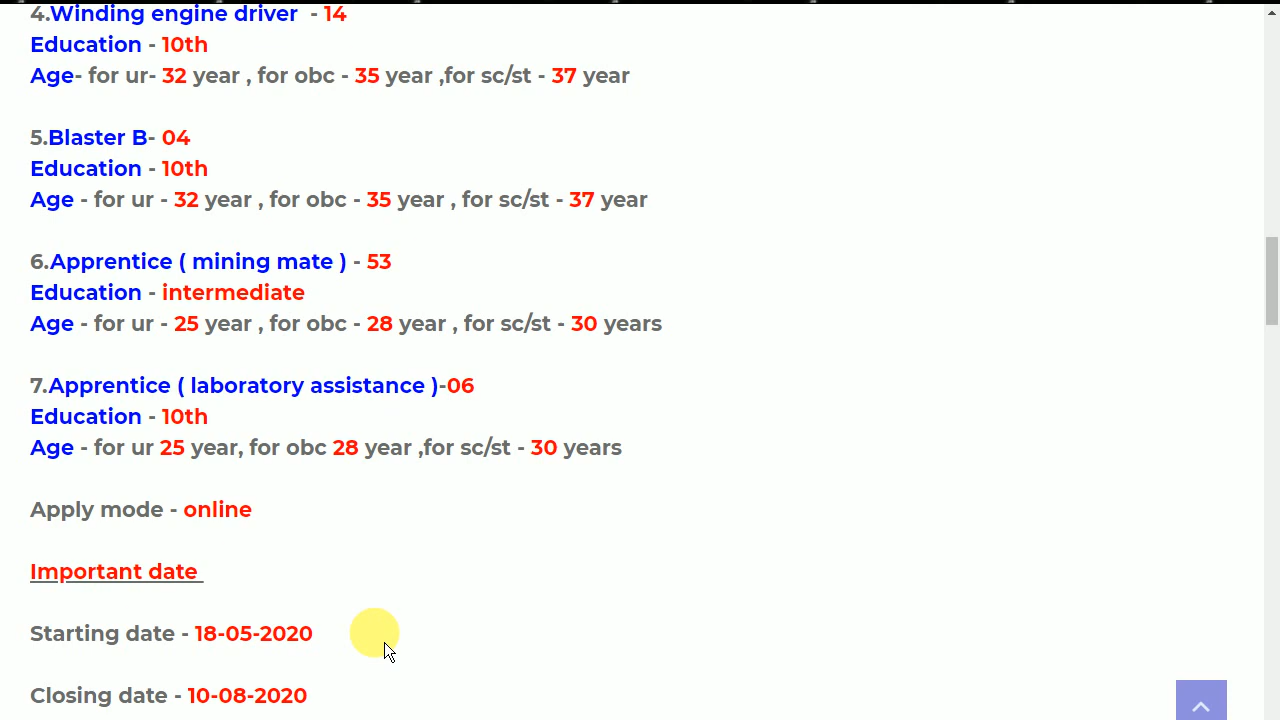 4.Winding engine driver - 14
Education - 10th
Age- for ur- 32 year , for obc - 35 year ,for sc/st - 37 year
5.Blaster B- 04
Education - 10th
Age - for ur - 32 year , for obc - 35 year , for sc/st - 37 year
6.Apprentice ( mining mate ) - 53
Education - intermediate
Age - for ur - 25 year , for obc - 28 year , for sc/st - 30 years
7.Apprentice ( laboratory assistance )-06
Education - 10th
Age - for ur 25 year, for obc 28 year ,for sc/st - 30 years
Apply mode - online
Important date
Starting date - 18-05-2020
Closing date - 10-08-2020